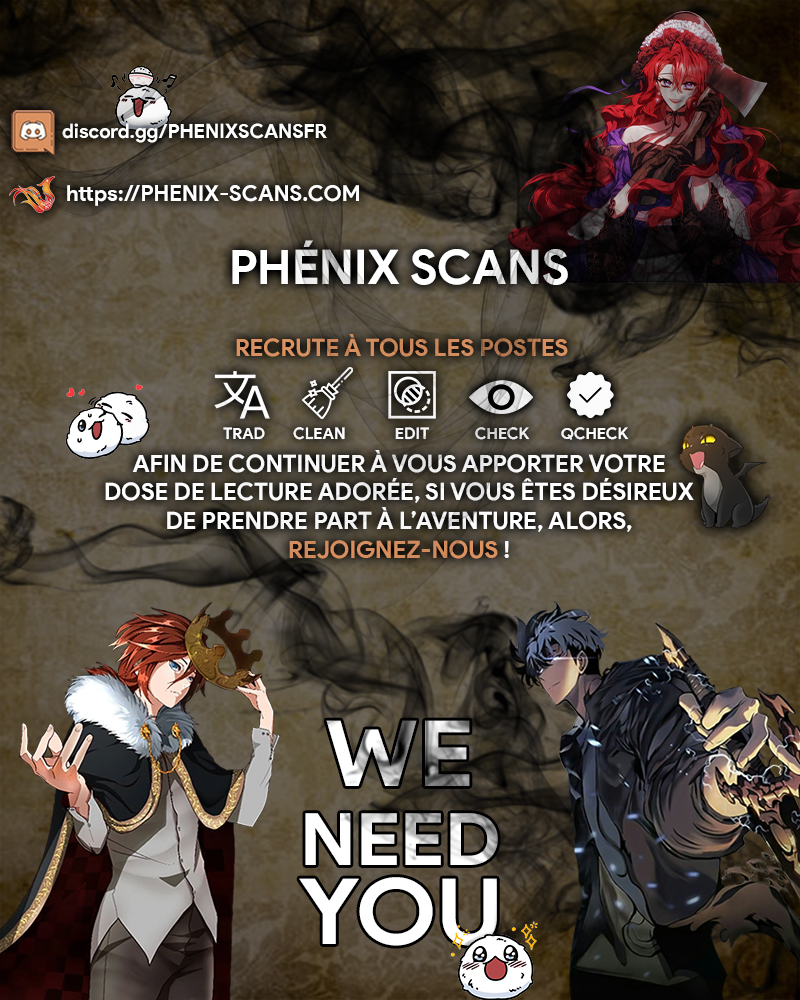 discord.gg/PHENIXSCANSFR
https://PHENIX-SCANS.COM
PHÉNIX SCANS
RECRUTE À TOUS LES POSTES
TRAD CLEAN EDIT CHECK QCHECK
AFIN DE CONTINUER À VOUS APPORTER VOTRE
DOSE DE LECTURE ADORÉE, SI VOUS ÊTES DÉSIREUX
DE PRENDRE PART À L'AVENTURE, ALORS,
REJOIGNEZ-NOUS !
WE
NEED
YOU